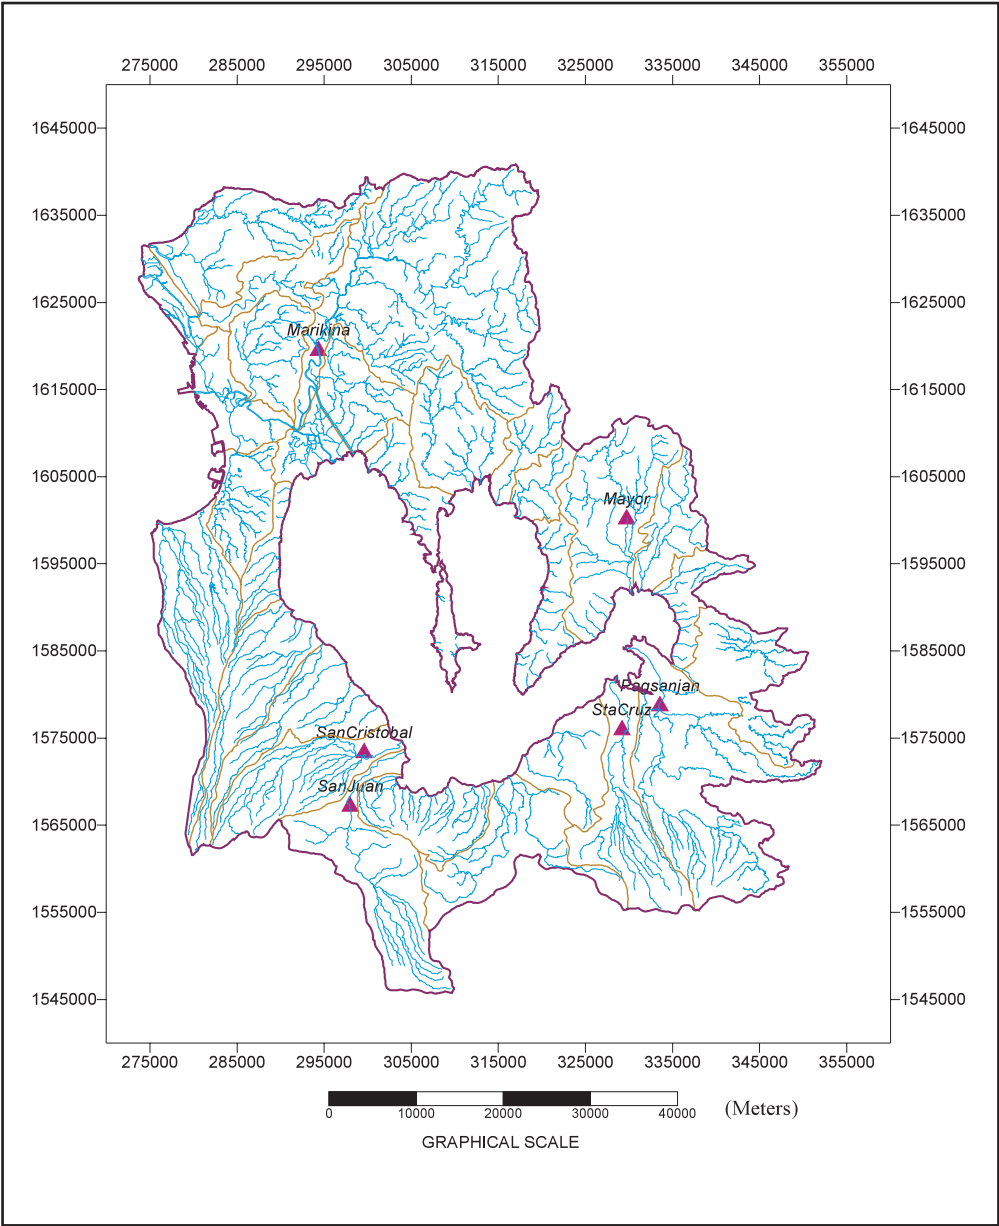 275000 285000 295000 305000 315000 325000 335000 345000 355000
1645000 1645000
1635000 1635000
1625000 1625000
Marikina
1615000 1615000
1605000 1605000
Mayor
1595000 1595000
1585000 1585000
Pagsanjan
StaCruz
SanCristobal
1575000 1575000
SanJuan
1565000 1565000
1555000 1555000
1545000 1545000
275000 285000 295000 305000 315000 325000 335000 345000 355000
0 10000 20000 30000 40000 (Meters)
GRAPHICAL SCALE